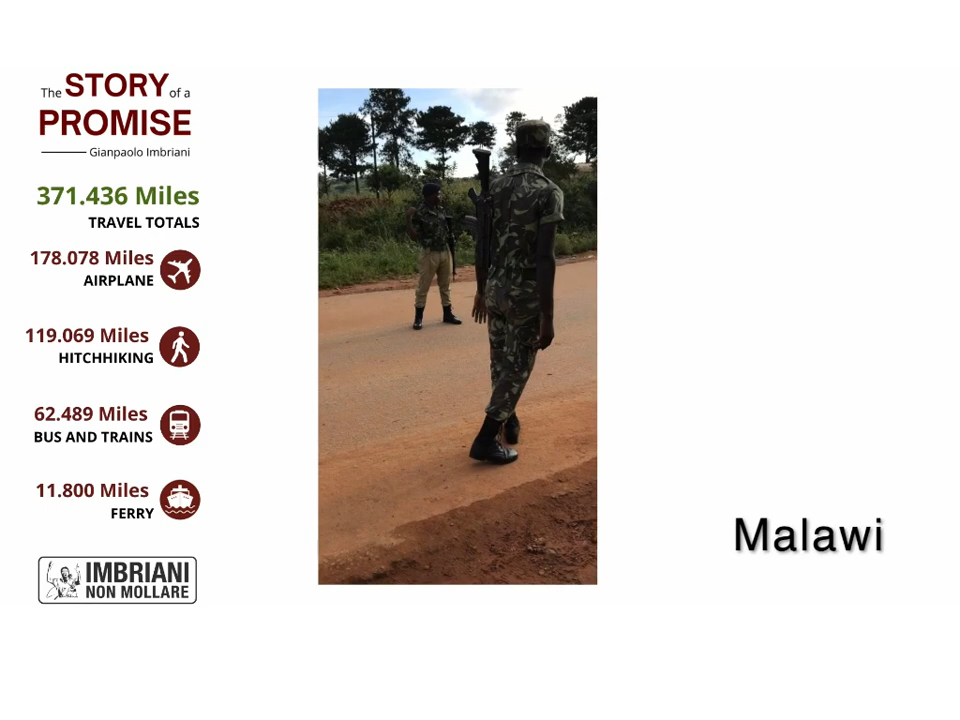 The STORY of a
PROMISE
Gianpaolo Imbriani
371.436 Miles
TRAVEL TOTALS
178.078 Miles
AIRPLANE
119.069 Miles
HITCHHIKING
62.489 Miles
BUS AND TRAINS
11.800 Miles
FERRY
IMBRIANI
NON MOLLARE
Malawi